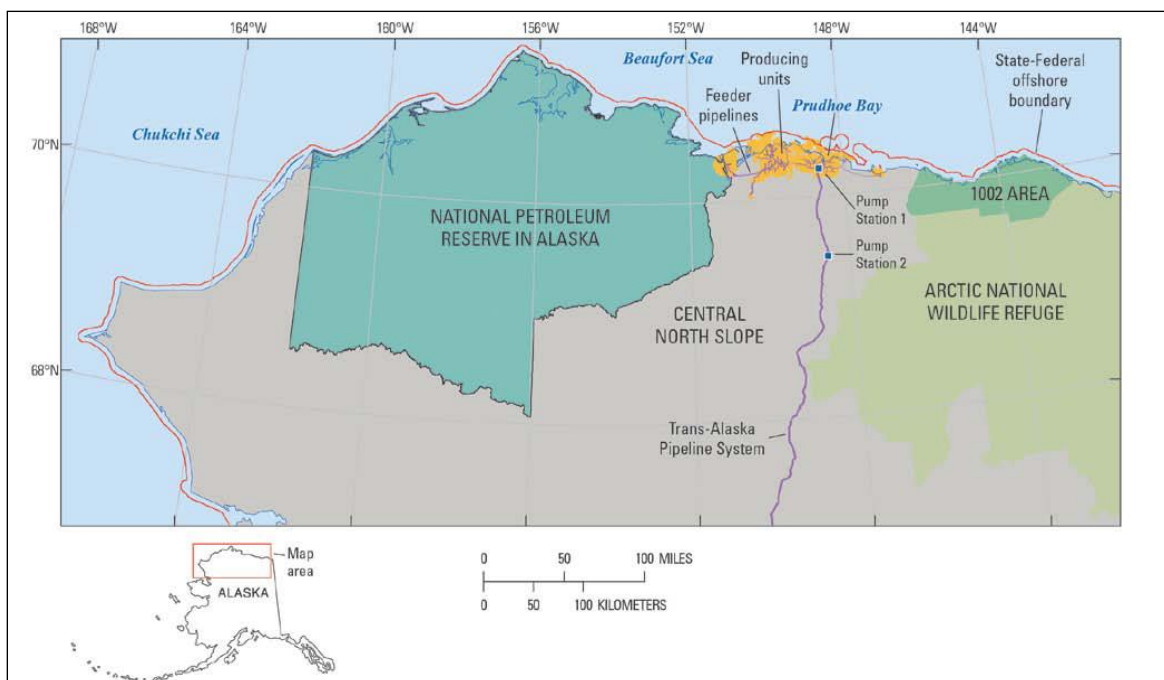 168°W
164°W
160°W
156°W
152°W
148°W
144°W
Beaufort Sea
Producing
units
State-Federal
offshore
boundary
Feeder
pipelines
Prudhoe Bay
Chukchi Sea
70°N
1002 AREA
NATIONAL PETROLEUM
RESERVE IN ALASKA
Pump
Station 1
Pump
Station 2
ARCTIC NATIONAL
WILDLIFE REFUGE
CENTRAL
NORTH SLOPE
68°N
Trans-Alaska
Pipeline System
Map
area
ALASKA
0 50 100 MILES
0 50 100 KILOMETERS